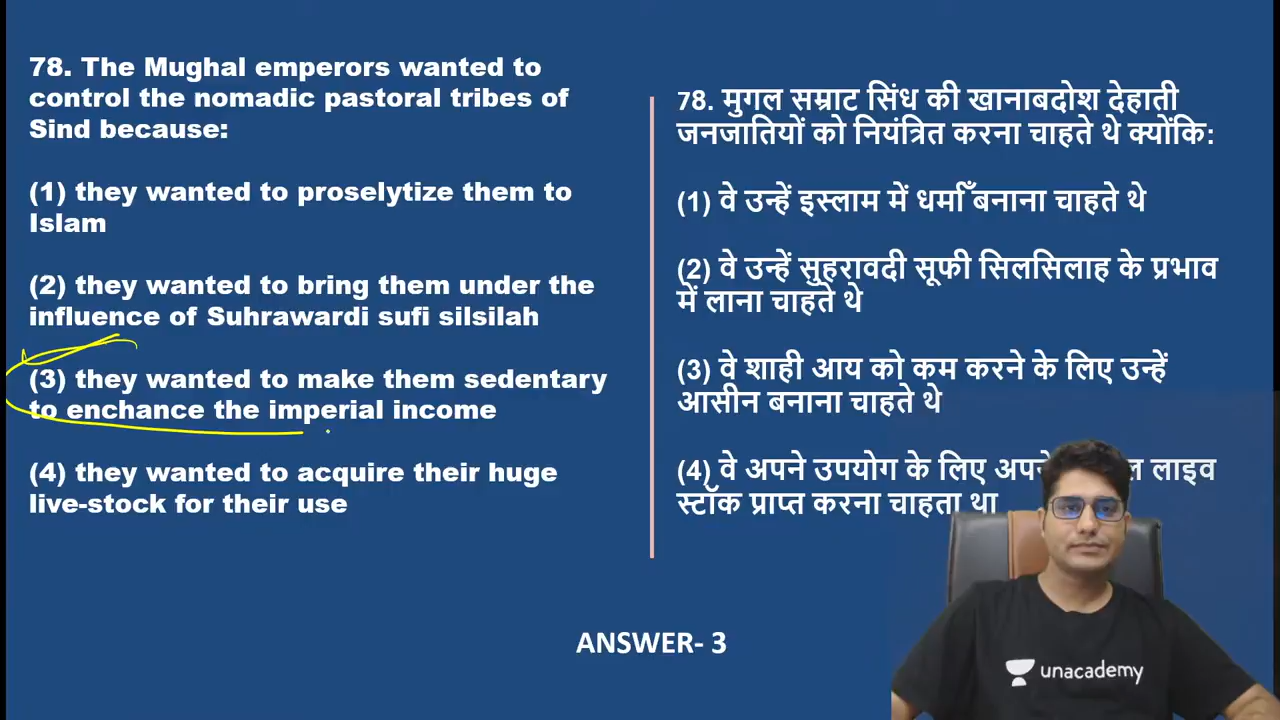 78. The Mughal emperors wanted to
control the nomadic pastoral tribes of
Sind because:
(1) they wanted to proselytize them to
Islam
(2) they wanted to bring them under the
influence of Suhrawardi sufi silsilah
(3) they wanted to make them sedentary
to enchance the imperial income
(4) they wanted to acquire their huge
live-stock for their use
78. मुगल सम्राट सिंध की खानाबदोश देहाती
जनजातियों को नियंत्रित करना चाहते थे क्योंकि:
(1) वे उन्हें इस्लाम में धर्मांँ बनाना चाहते थे
(2) वे उन्हें सुहरावदी सूफी सिलसिलाह के प्रभाव
में लाना चाहते थे
(3) वे शाही आय को कम करने के लिए उन्हें
आसीन बनाना चाहते थे
(4) वे अपने उपयोग के लिए लाइव
स्टॉक प्राप्त करना चाहता था
ANSWER- 3
unacademy